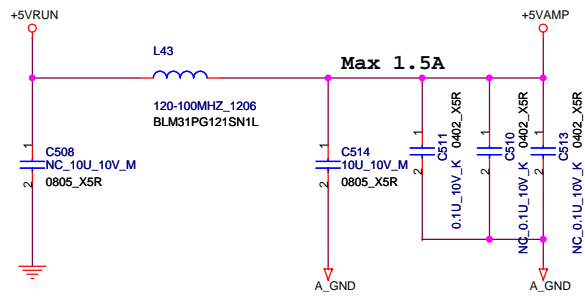 +5VRUN
+5VAMP
L43
Max 1.5A
120-100MHZ_1206
BLM31PG121SN1L
1
C508
NC_10U_10V_M
2
0805_X5R
1
C514
10U_10V_M
2
0805_X5R
1
2
C511
0.1U_10V_K
0402_X5R
1
2
C510
NC_0.1U_10V_K
0402_X5R
1
2
C513
NC_0.1U_10V_K
0402_X5R
A_GND
A_GND